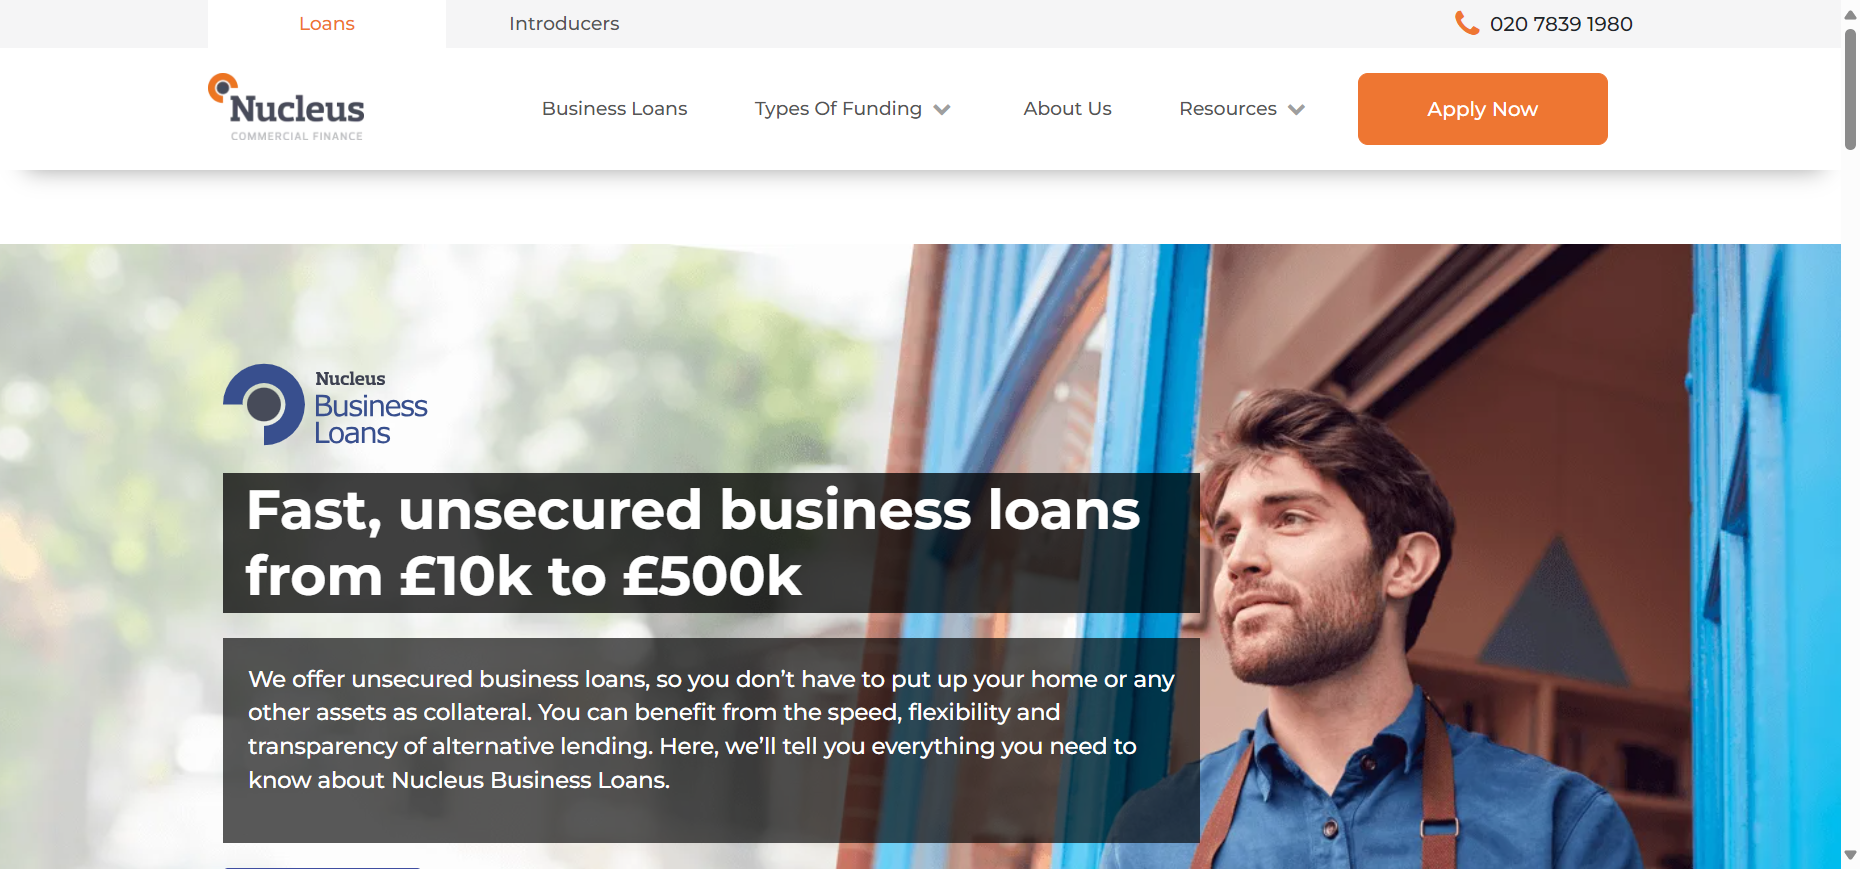 Loans
Introducers
020 7839 1980
Nucleus
COMMERCIAL FINANCE
Business Loans
Types Of Funding
About Us
Resources
Apply Now
Nucleus
Business
Loans
Fast, unsecured business loans
from £10k to £500k
We offer unsecured business loans, so you don’t have to put up your home or any
other assets as collateral. You can benefit from the speed, flexibility and
transparency of alternative lending. Here, we’ll tell you everything you need to
know about Nucleus Business Loans.